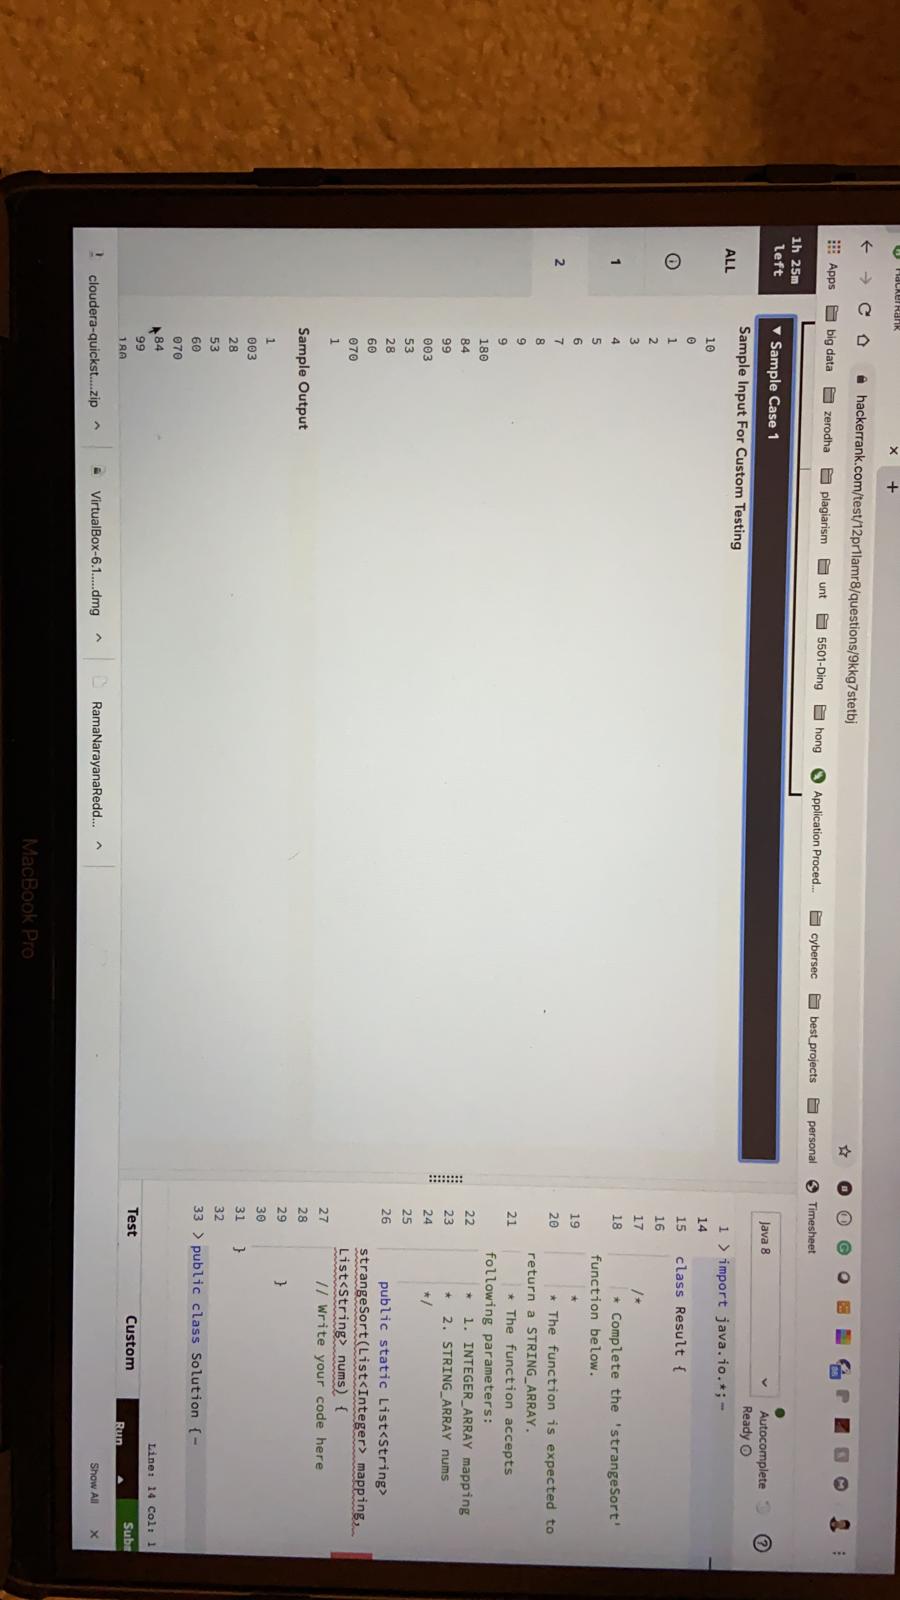 HackerRank
×
+
hackerrank.com/test/12pr1lamr8/questions/9kkg7stetbj
Apps
big data
zerodha
plagiarism
unt
5501-Ding
hong
Application Proced...
cybersec
best_projects
personal
Timesheet
1h 25m
left
ALL
1
2
▼ Sample Case 1
Sample Input For Custom Testing
10
0
1
2
3
4
5
6
7
8
9
9
180
84
99
003
53
28
60
070
1
Sample Output
1
003
28
53
60
070
84
99
180
Java 8
Autocomplete
Ready
1 > import java.io.*;
14
15 class Result {
16
17 /*
18 * Complete the 'strangeSort'
function below.
19 *
20 * The function is expected to
return a STRING_ARRAY.
21 * The function accepts
following parameters:
22 * 1. INTEGER_ARRAY mapping
23 * 2. STRING_ARRAY nums
24 */
25
26 public static List<String>
strangeSort(List<Integer> mapping,
List<String> nums) {
27 // Write your code here
28
29 }
30
31 }
32
33 > public class Solution {
Line: 14 Col: 1
Test
Custom
Run
Subm
cloudera-quickst....zip
VirtualBox-6.1.....dmg
RamaNarayanaRedd...
Show All
×
MacBook Pro